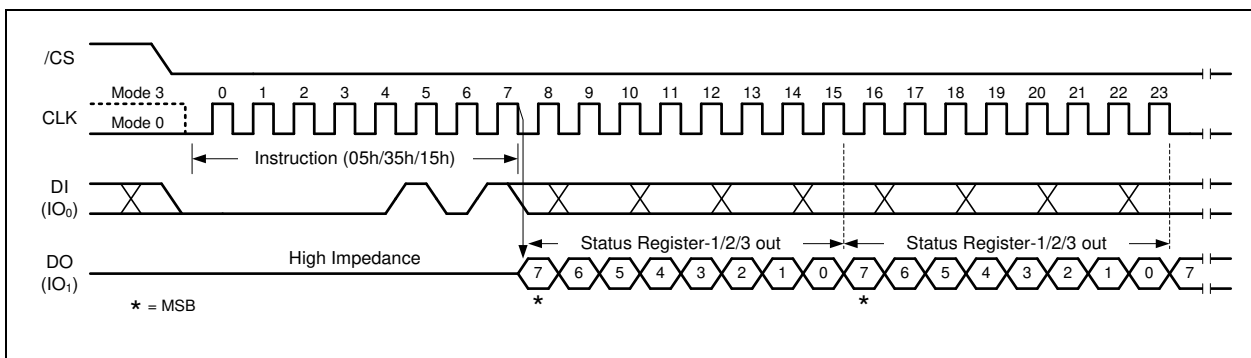 /CS
Mode 3 0 1 2 3 4 5 6 7 8 9 10 11 12 13 14 15 16 17 18 19 20 21 22 23
CLK Mode 0
Instruction (05h/35h/15h)
DI
(IO₀)
Status Register-1/2/3 out Status Register-1/2/3 out
High Impedance
DO 7 6 5 4 3 2 1 0 7 6 5 4 3 2 1 0 7
(IO₁)
* *
* = MSB